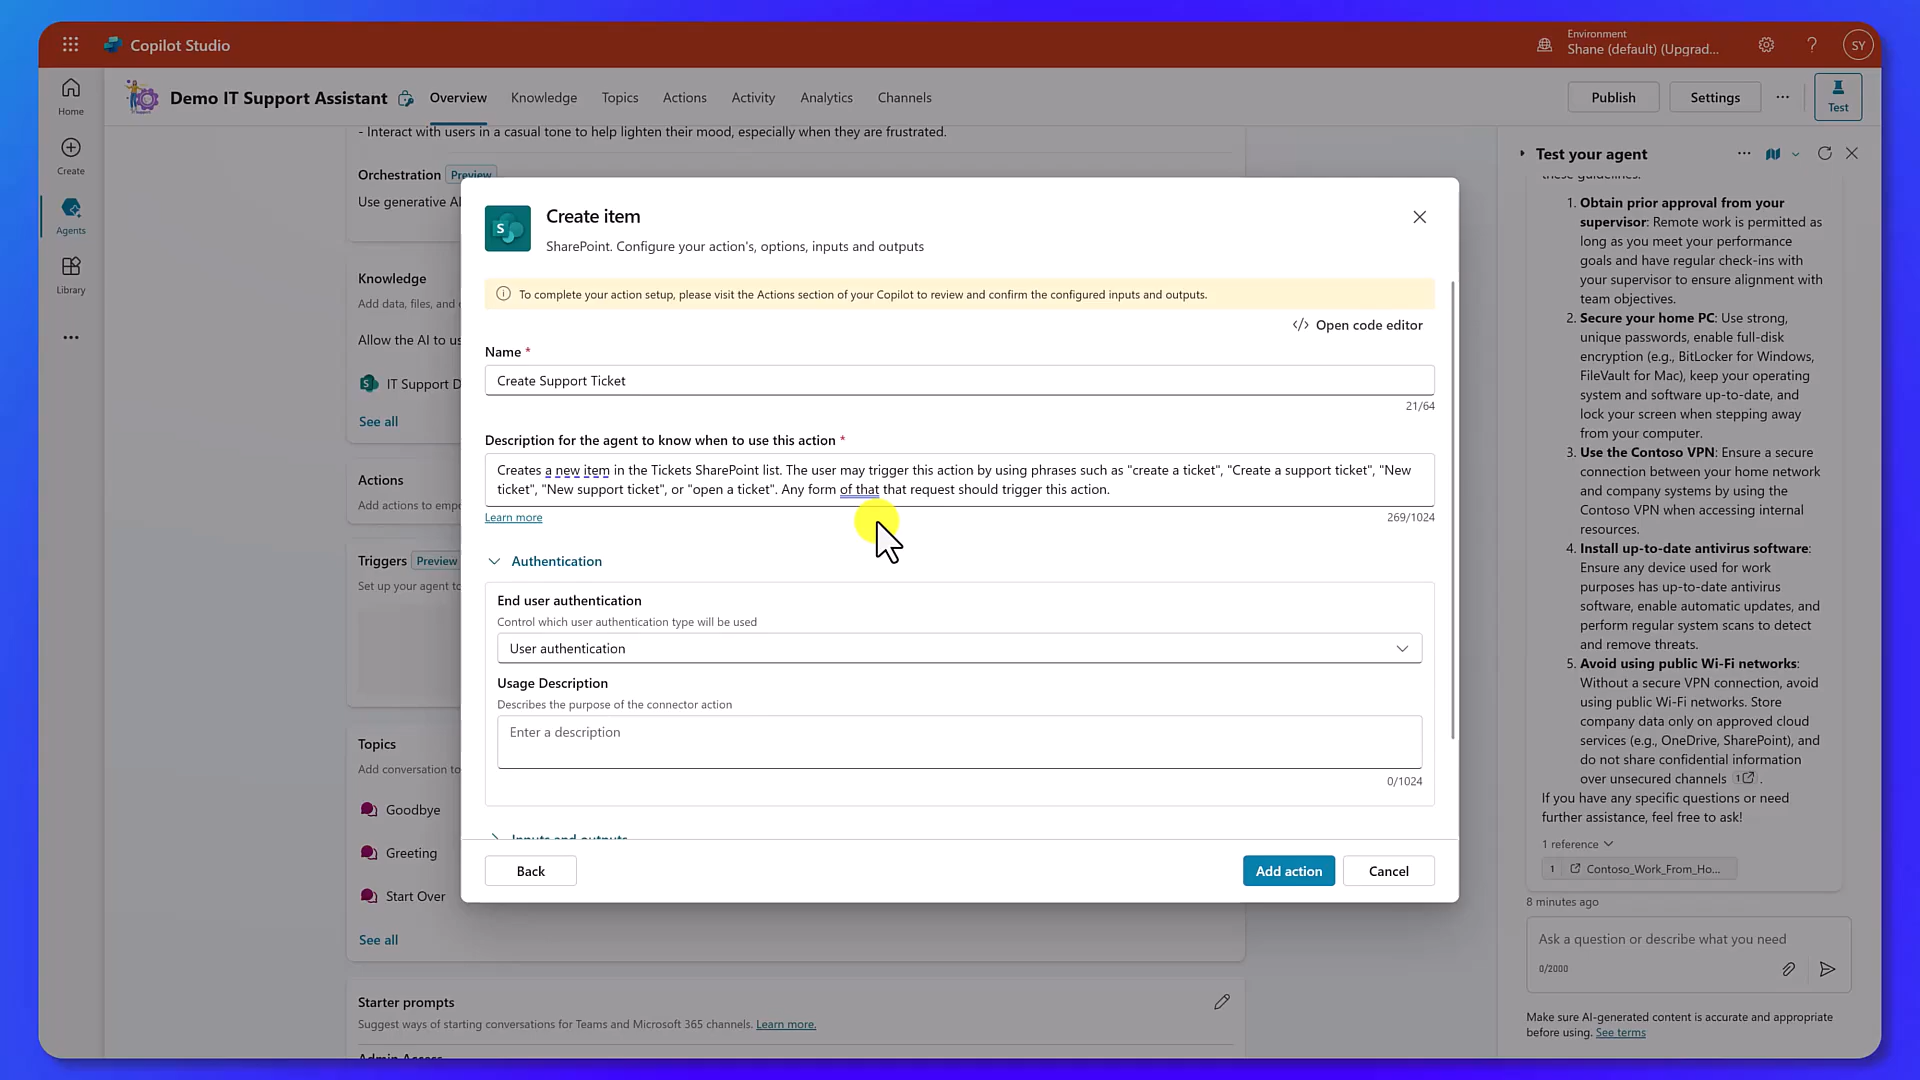 Copilot Studio
Environment
Shane (default) (Upgrad...
?
SY
Home
Create
Agents
Library
Demo IT Support Assistant
Overview
Knowledge
Topics
Actions
Activity
Analytics
Channels
Publish
Settings
Test
- Interact with users in a casual tone to help lighten their mood, especially when they are frustrated.
Orchestration
Preview
Use generative AI
Knowledge
Add data, files, and e
Allow the AI to us
S
IT Support D
See all
Actions
Add actions to empo
Triggers
Preview
Set up your agent to
Topics
Add conversation to
Goodbye
Greeting
Start Over
See all
Starter prompts
Suggest ways of starting conversations for Teams and Microsoft 365 channels. Learn more.
Admin Access
S
Create item
SharePoint. Configure your action's, options, inputs and outputs
To complete your action setup, please visit the Actions section of your Copilot to review and confirm the configured inputs and outputs.
</> Open code editor
Name *
Create Support Ticket
21/64
Description for the agent to know when to use this action *
Creates a new item in the Tickets SharePoint list. The user may trigger this action by using phrases such as "create a ticket", "Create a support ticket", "New
ticket", "New support ticket", or "open a ticket". Any form of that that request should trigger this action.
Learn more
269/1024
Authentication
End user authentication
Control which user authentication type will be used
User authentication
Usage Description
Describes the purpose of the connector action
Enter a description
0/1024
Inputs and outputs
Back
Add action
Cancel
Test your agent
these guidelines.
1. Obtain prior approval from your
supervisor: Remote work is permitted as
long as you meet your performance
goals and have regular check-ins with
your supervisor to ensure alignment with
team objectives.
2. Secure your home PC: Use strong,
unique passwords, enable full-disk
encryption (e.g., BitLocker for Windows,
FileVault for Mac), keep your operating
system and software up-to-date, and
lock your screen when stepping away
from your computer.
3. Use the Contoso VPN: Ensure a secure
connection between your home network
and company systems by using the
Contoso VPN when accessing internal
resources.
4. Install up-to-date antivirus software:
Ensure any device used for work
purposes has up-to-date antivirus
software, enable automatic updates, and
perform regular system scans to detect
and remove threats.
5. Avoid using public Wi-Fi networks:
Without a secure VPN connection, avoid
using public Wi-Fi networks. Store
company data only on approved cloud
services (e.g., OneDrive, SharePoint), and
do not share confidential information
over unsecured channels 1.
If you have any specific questions or need
further assistance, feel free to ask!
1 reference
1 Contoso_Work_From_Ho...
8 minutes ago
Ask a question or describe what you need
0/2000
Make sure AI-generated content is accurate and appropriate
before using. See terms